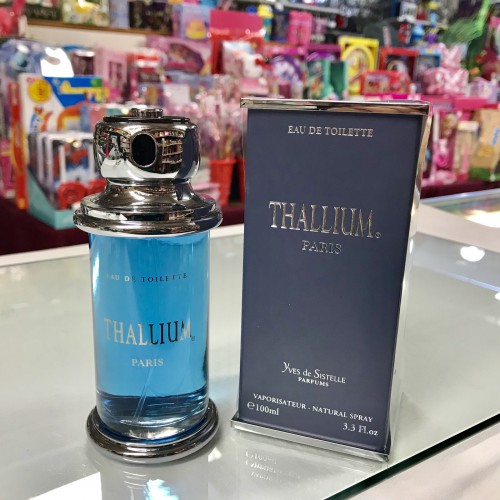 EAU DE TOILETTE
THALLIUM
PARIS
EAU DE TOILETTE
THALLIUM
PARIS
Yves de Sistelle
PARFUMS
VAPORISATEUR - NATURAL SPRAY
℮100ml
3.3 Fl.oz